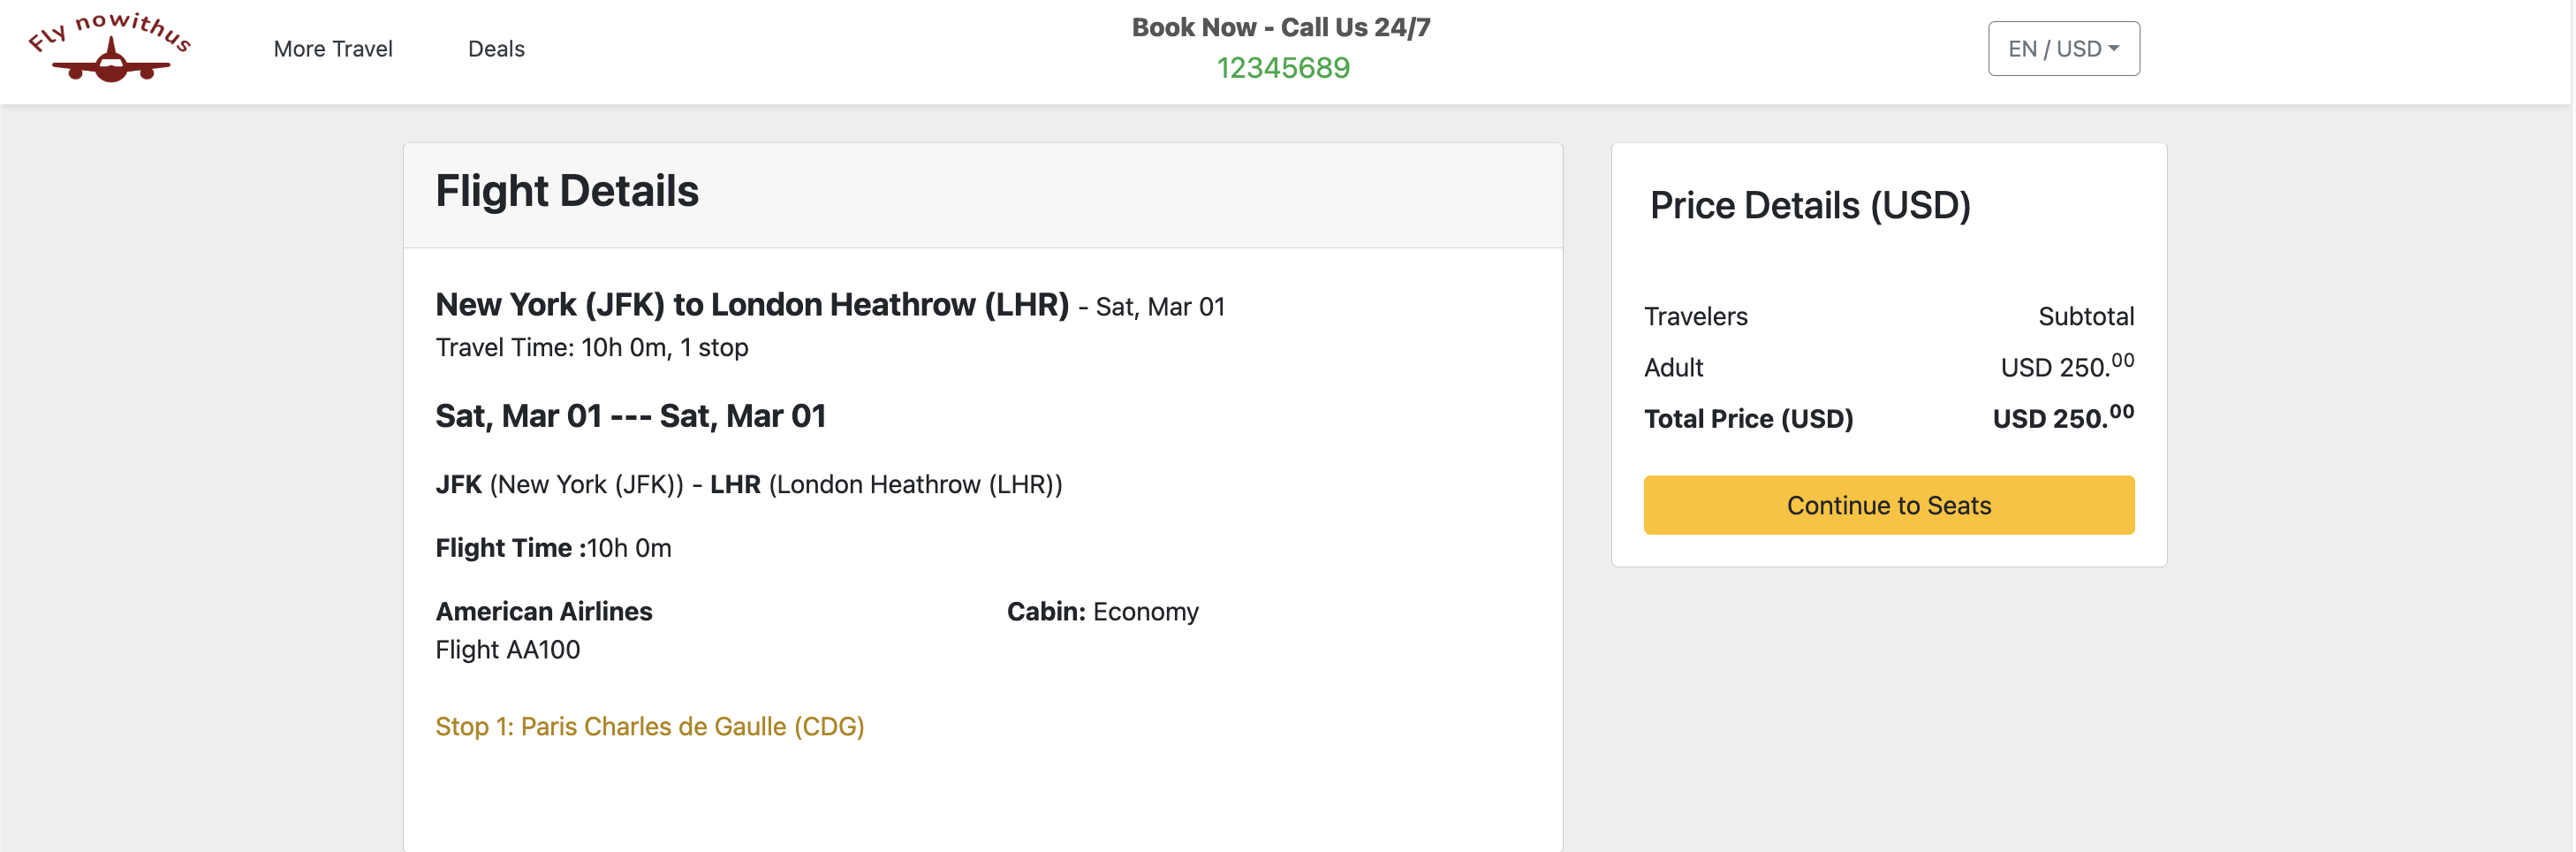 Fly nowithus
More Travel
Deals
Book Now - Call Us 24/7
12345689
EN / USD
Flight Details
New York (JFK) to London Heathrow (LHR) - Sat, Mar 01
Travel Time: 10h 0m, 1 stop
Sat, Mar 01 --- Sat, Mar 01
JFK (New York (JFK)) - LHR (London Heathrow (LHR))
Flight Time :10h 0m
American Airlines
Cabin: Economy
Flight AA100
Stop 1: Paris Charles de Gaulle (CDG)
Price Details (USD)
Travelers Subtotal
Adult USD 250.00
Total Price (USD) USD 250.00
Continue to Seats